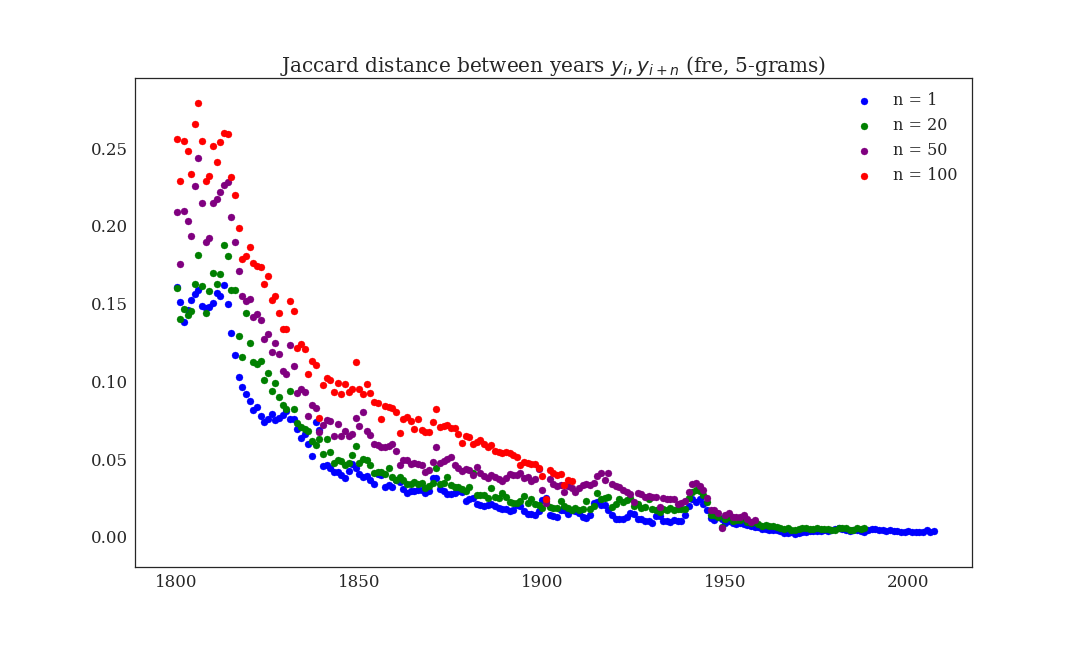 Jaccard distance between years $y_i, y_{i+n}$ (fre, 5-grams)
n = 1
n = 20
n = 50
n = 100
0.25
0.20
0.15
0.10
0.05
0.00
1800 1850 1900 1950 2000